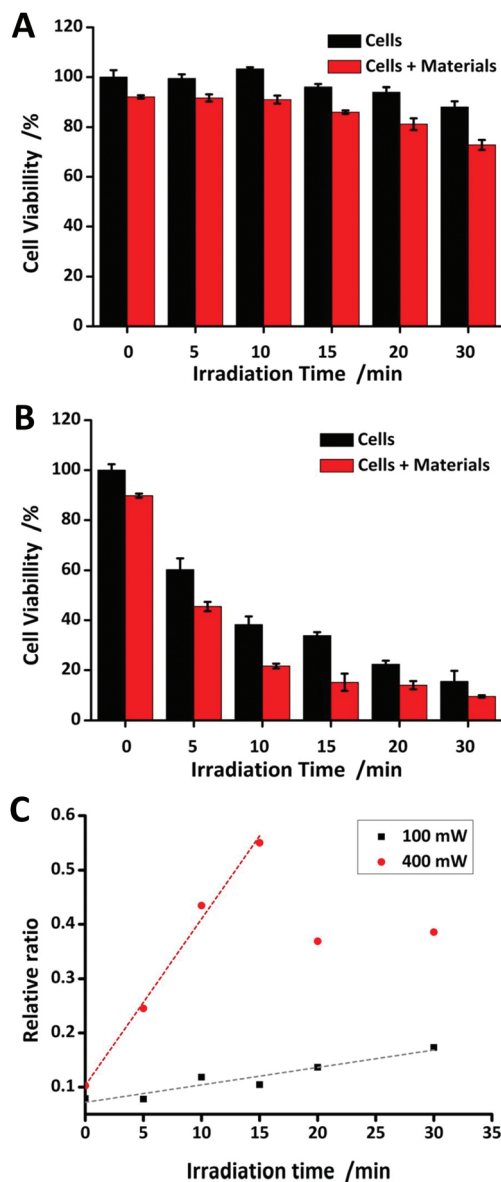 A
Cells
Cells + Materials
Cell Viabillity /%
120
100
80
60
40
20
0
0 5 10 15 20 30
Irradiation Time /min
B
Cells
Cells + Materials
Cell Viabillity /%
120
100
80
60
40
20
0
0 5 10 15 20 30
Irradiation Time /min
C
100 mW
400 mW
Relative ratio
0.6
0.5
0.4
0.3
0.2
0.1
0 5 10 15 20 25 30 35
Irradiation time /min